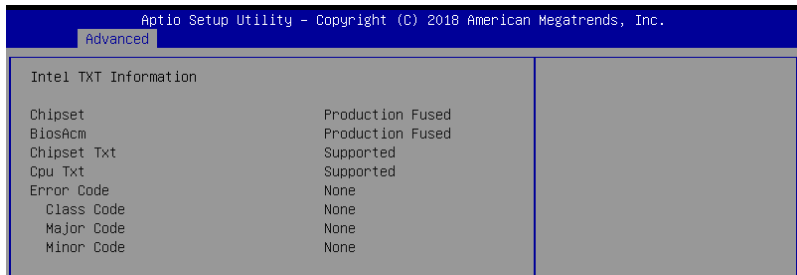 Aptio Setup Utility – Copyright (C) 2018 American Megatrends, Inc.
Advanced
Intel TXT Information
Chipset Production Fused
BiosAcm Production Fused
Chipset Txt Supported
Cpu Txt Supported
Error Code None
Class Code None
Major Code None
Minor Code None